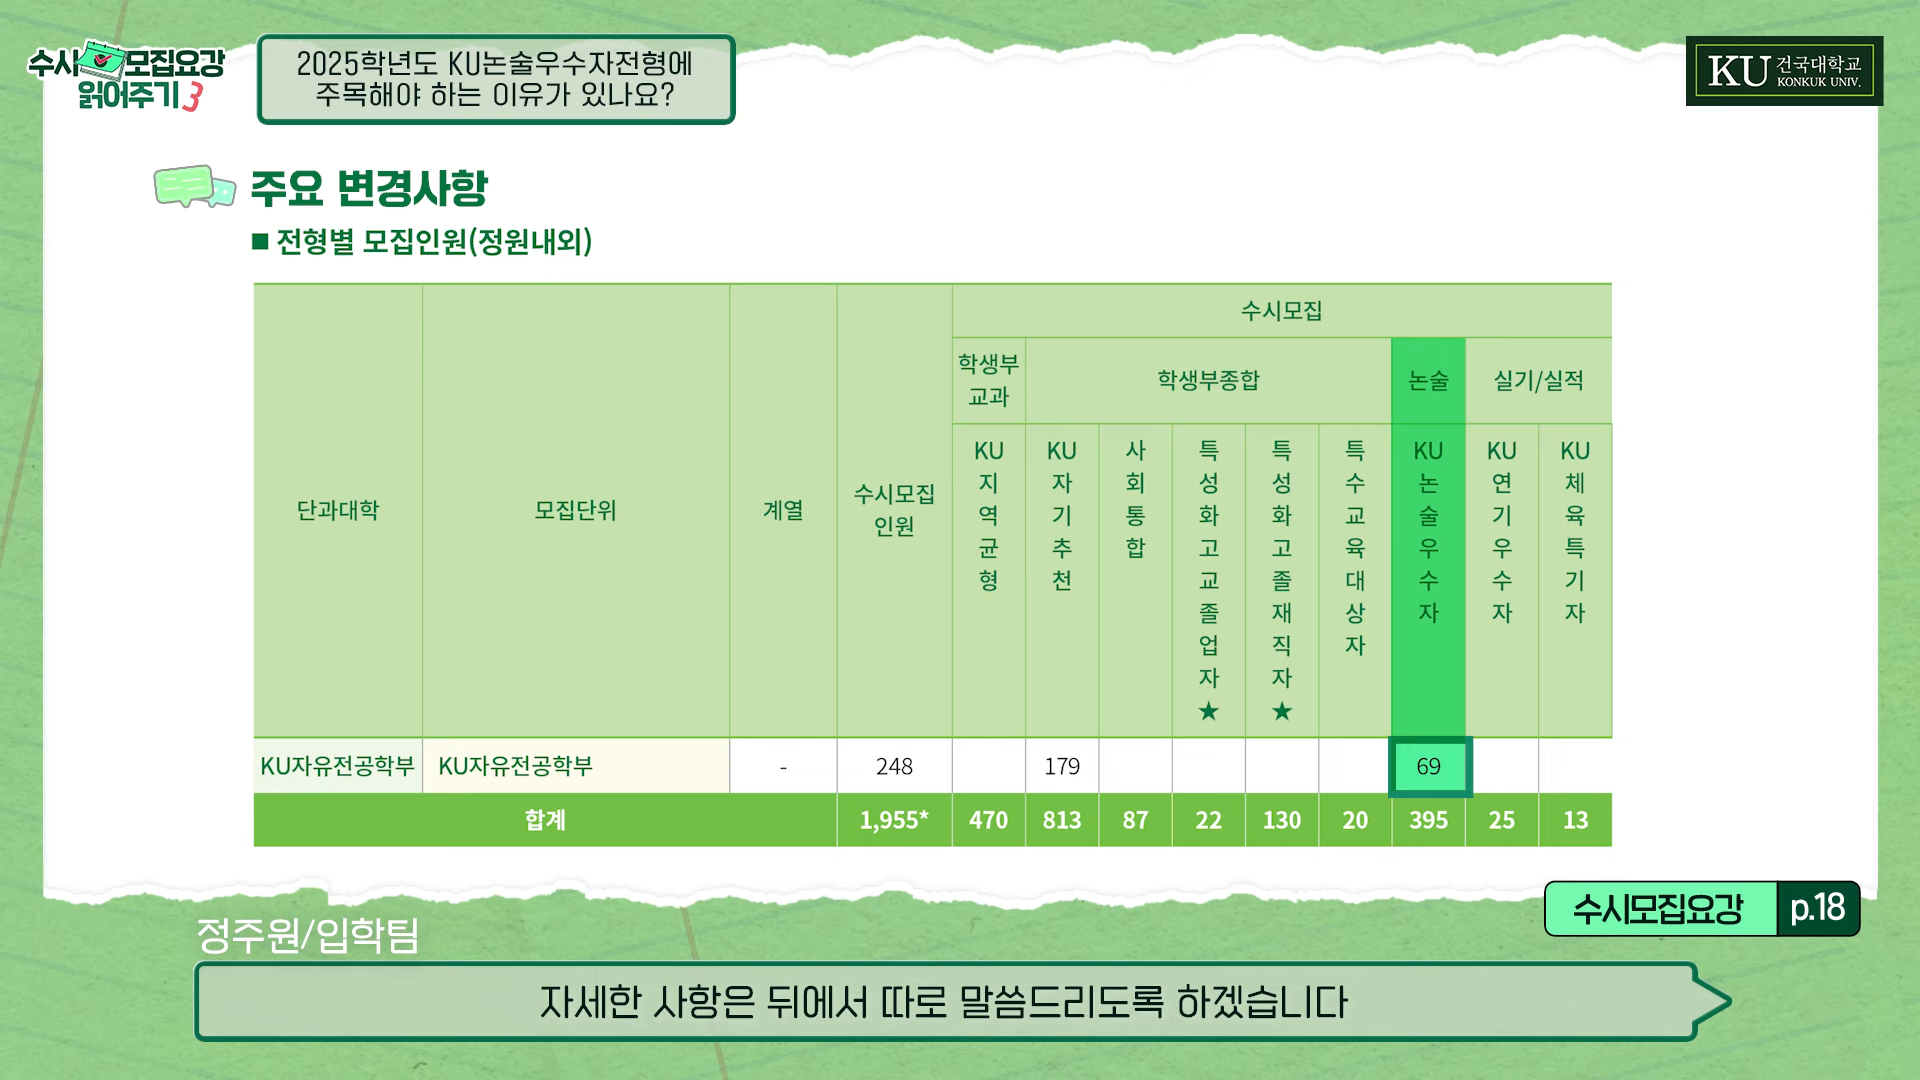 수시 모집요강
읽어주기 3
2025학년도 KU논술우수자전형에
주목해야 하는 이유가 있나요?
KU 건국대학교
KONKUK UNIV.
주요 변경사항
■ 전형별 모집인원(정원내외)
단과대학
모집단위
계열
수시모집
인원
수시모집
학생부
교과
학생부종합
논술
실기/실적
KU지역균형
KU자기추천
사회통합
특성화고교졸업자★
특성화고졸재직자★
특수교육대상자
KU논술우수자
KU연기우수자
KU체육특기자
KU자유전공학부 KU자유전공학부 - 248 179 69
합계 1,955* 470 813 87 22 130 20 395 25 13
수시모집요강 p.18
정주원/입학팀
자세한 사항은 뒤에서 따로 말씀드리도록 하겠습니다